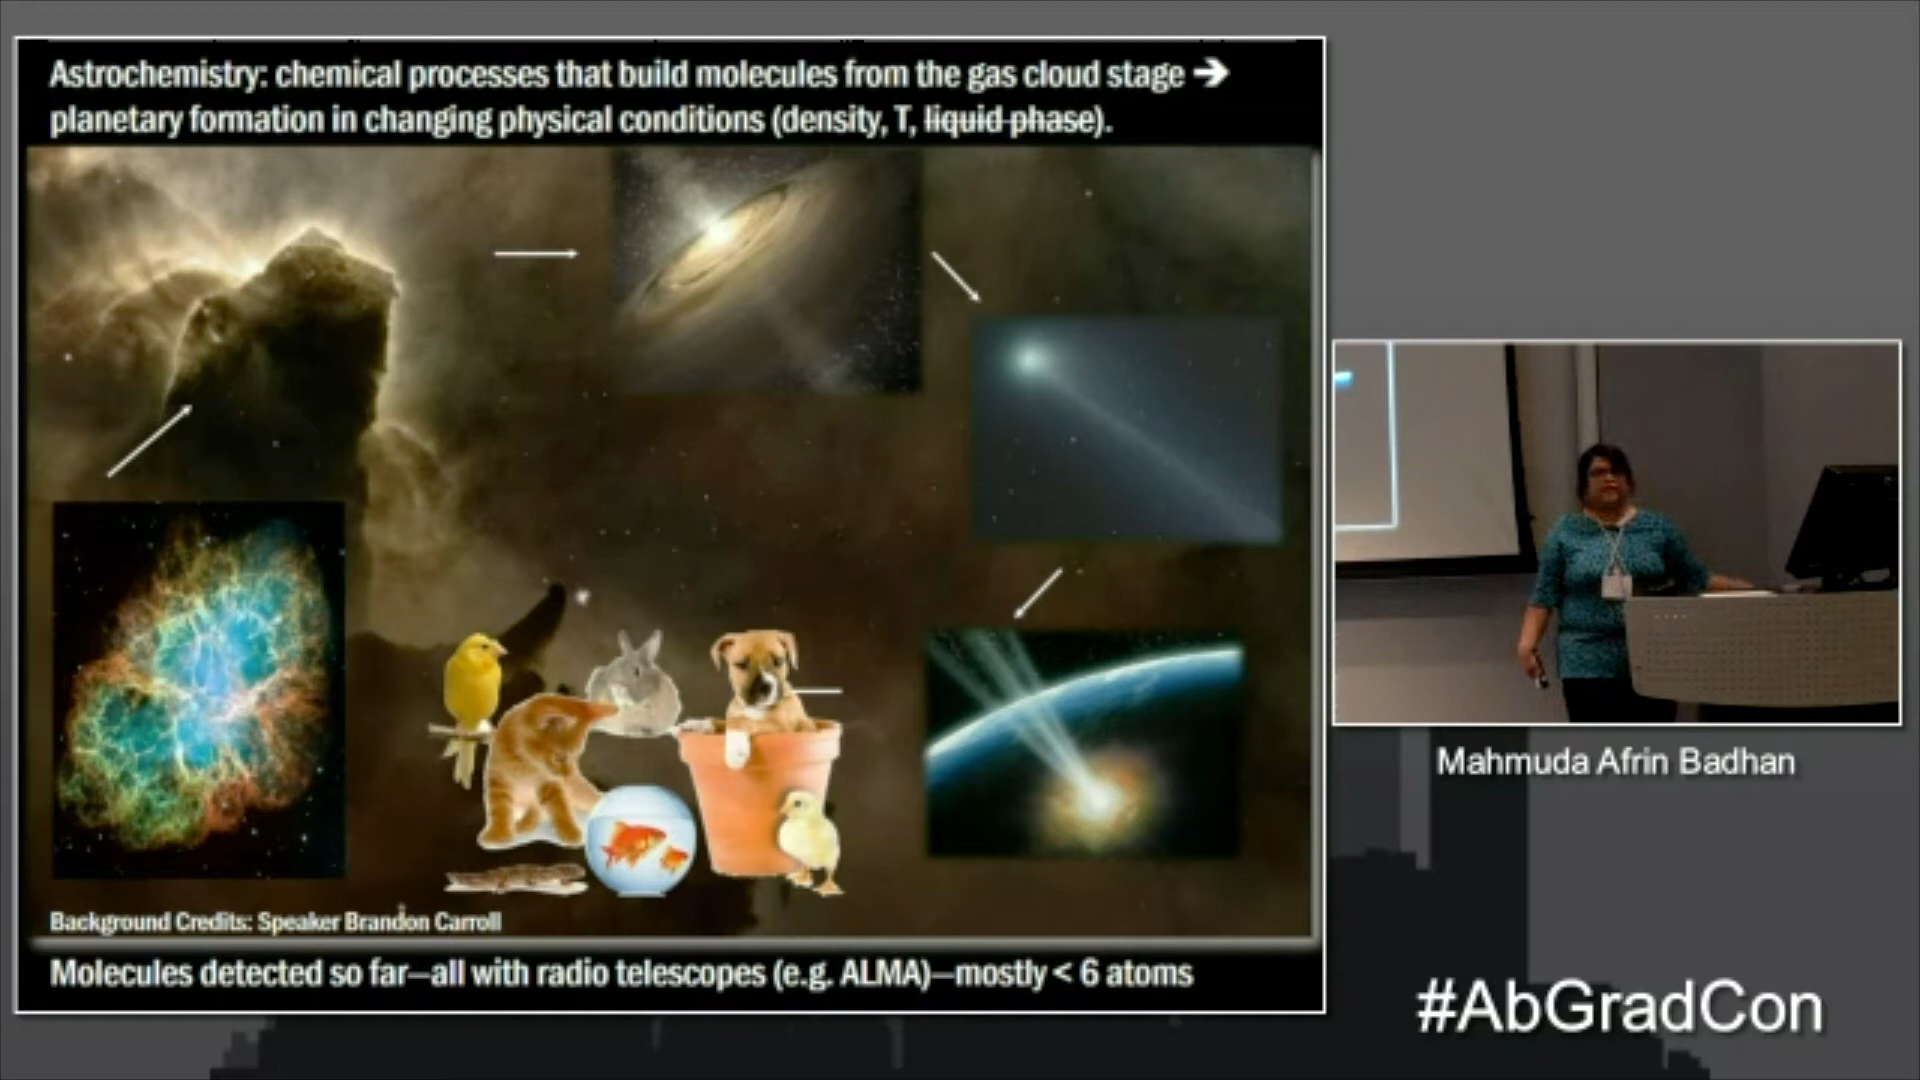 Astrochemistry: chemical processes that build molecules from the gas cloud stage →
planetary formation in changing physical conditions (density, T, liquid phase).
Background Credits: Speaker Brandon Carroll
Molecules detected so far—all with radio telescopes (e.g. ALMA)—mostly < 6 atoms
Mahmuda Afrin Badhan
#AbGradCon